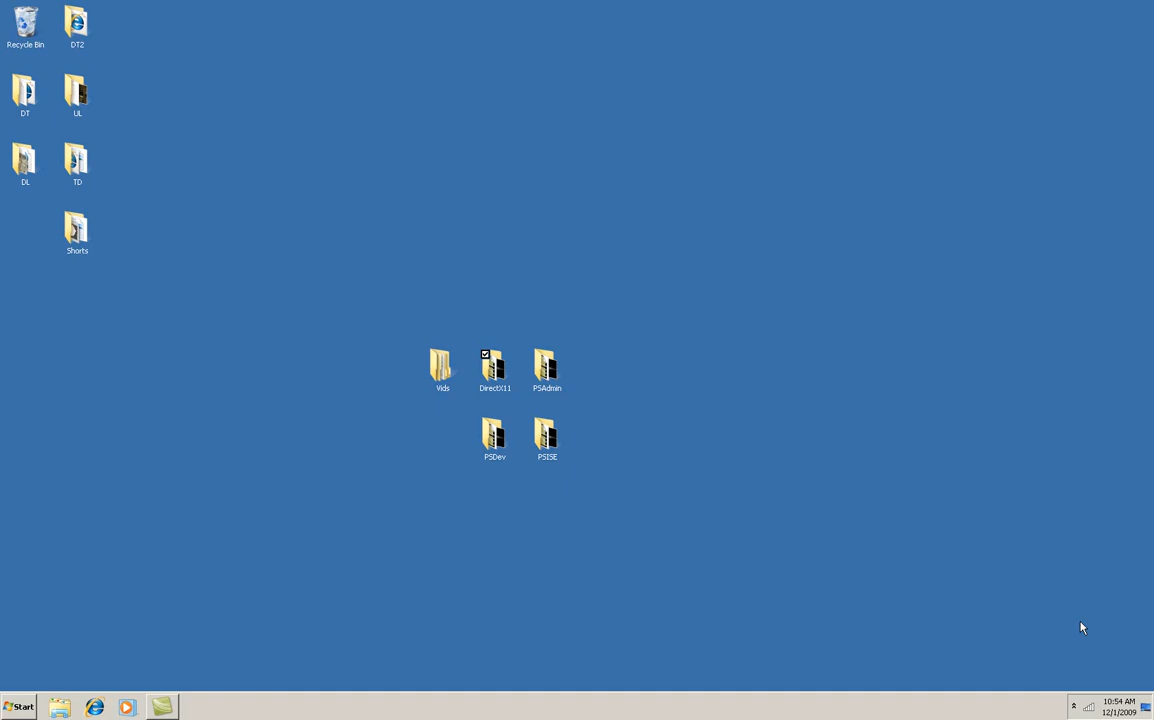 Recycle Bin
DT2
DT
UL
DL
TD
Shorts
Vids
DirectX11
PSAdmin
PSDev
PSISE
Start
10:54 AM
12/1/2009